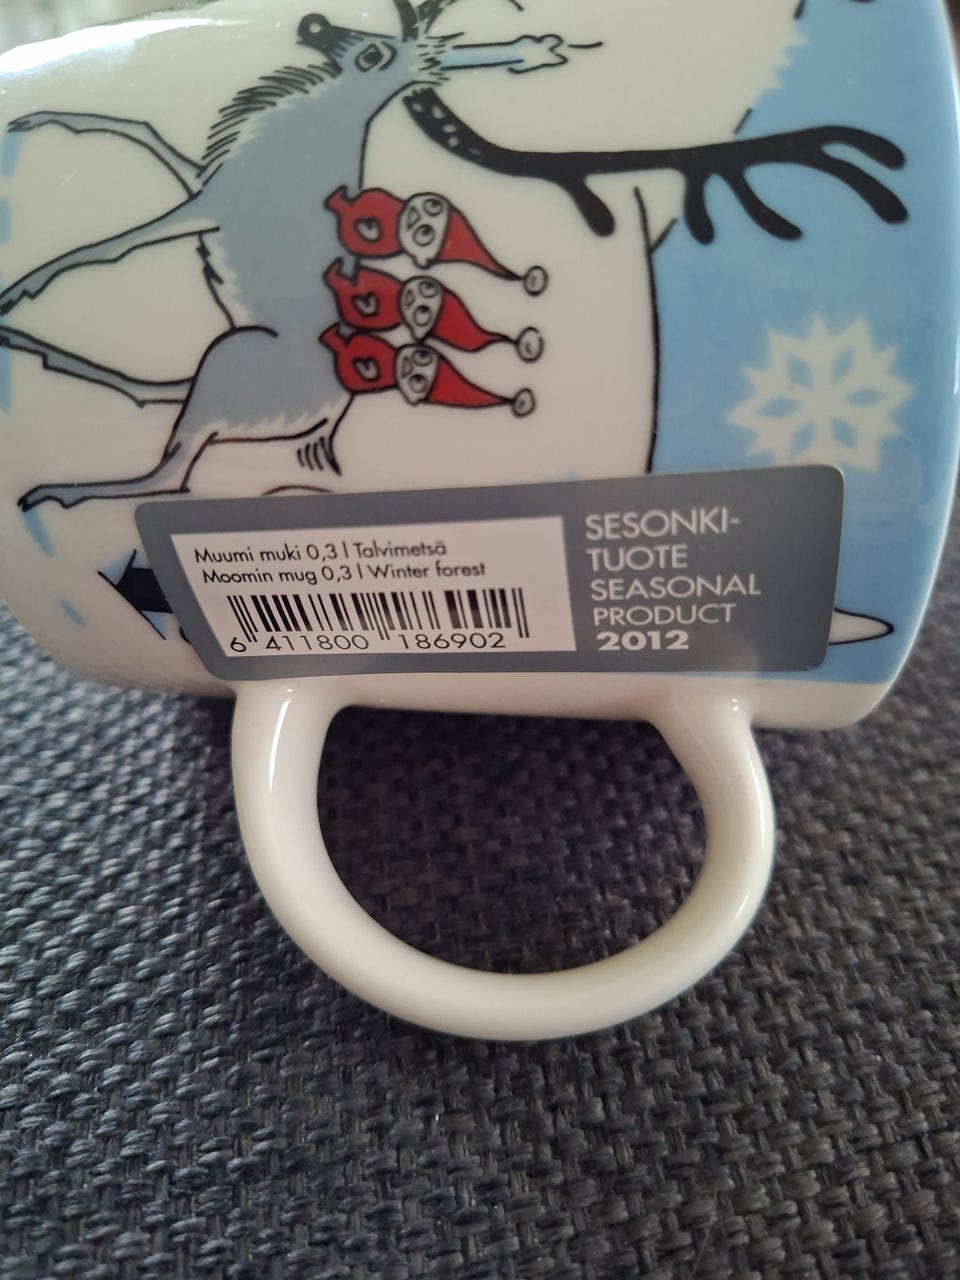 Muumi muki 0,3 l Talvimetsä
Moomin mug 0,3 l Winter forest
6 411800 186902
SESONKI-
TUOTE
SEASONAL
PRODUCT
2012